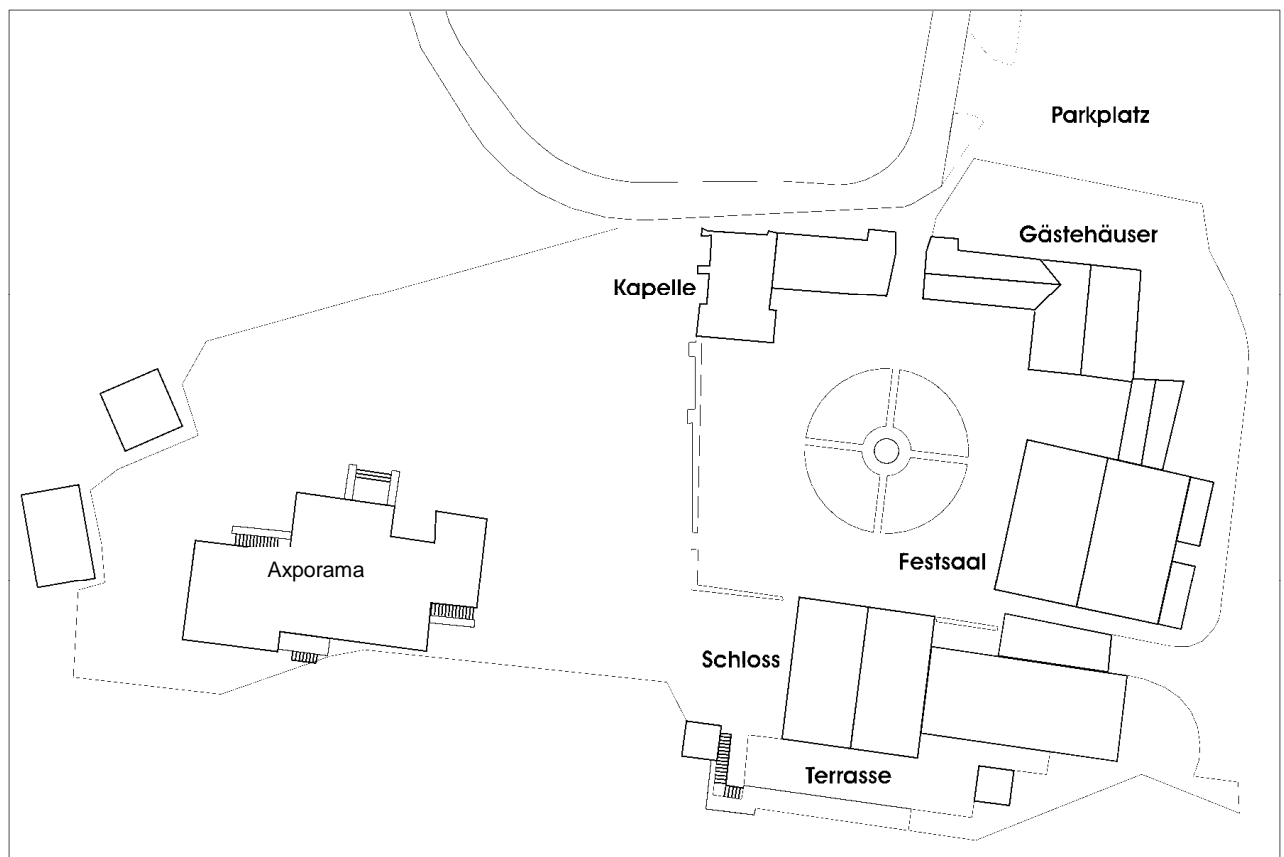 Parkplatz
Gästehäuser
Kapelle
Festsaal
Axporama
Schloss
Terrasse